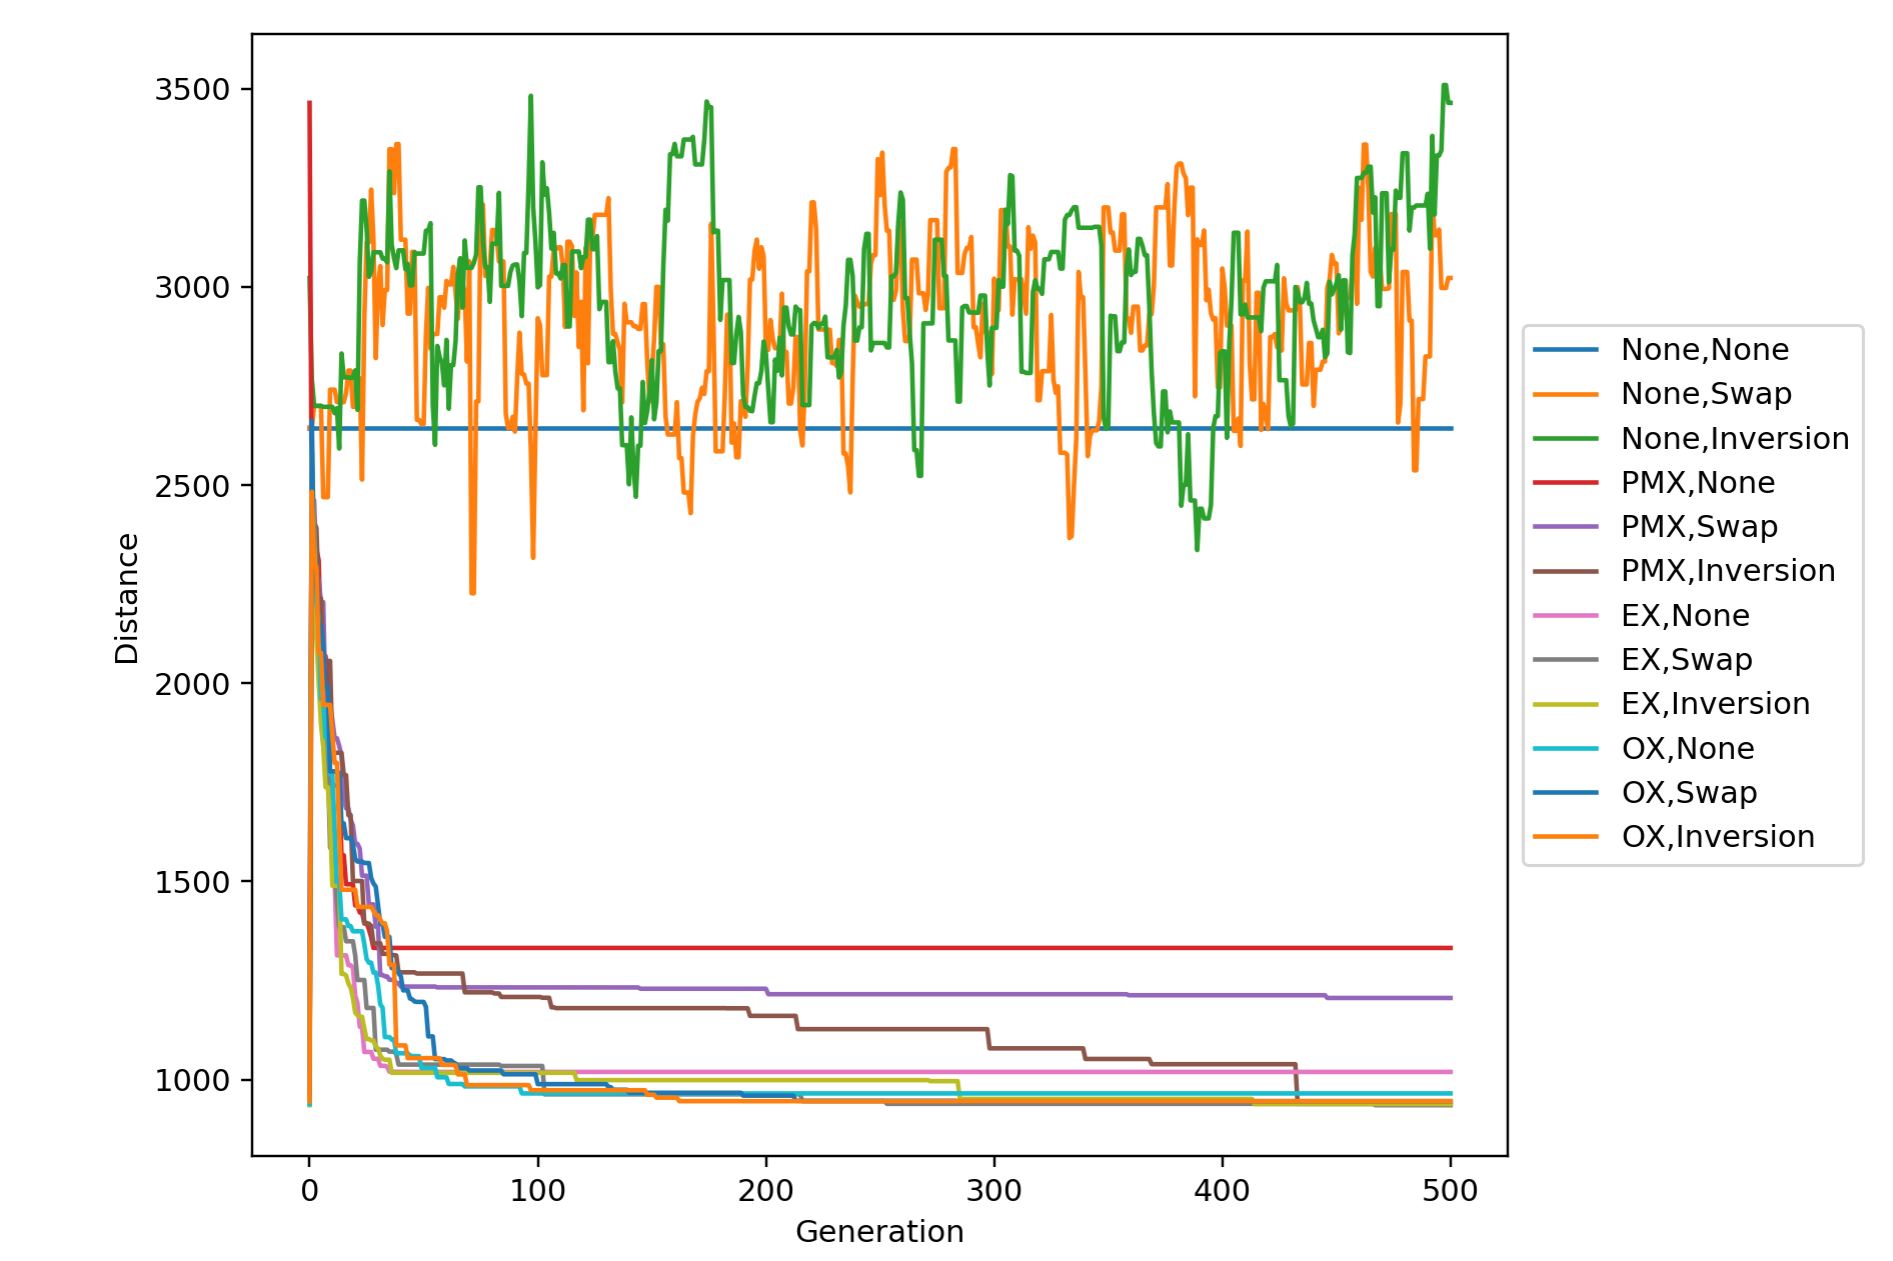 3500
3000
2500
2000
1500
1000
Distance
0 100 200 300 400 500
Generation
None,None
None,Swap
None,Inversion
PMX,None
PMX,Swap
PMX,Inversion
EX,None
EX,Swap
EX,Inversion
OX,None
OX,Swap
OX,Inversion